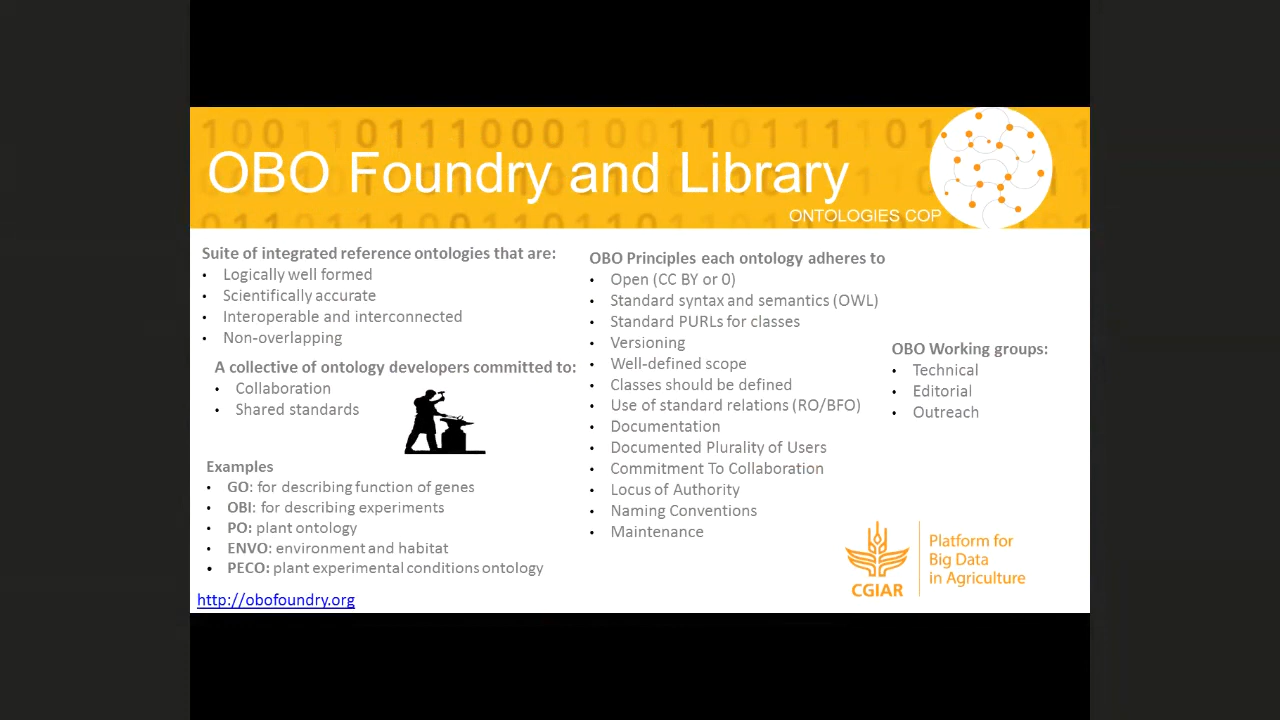 1001101110001001101110101
OBO Foundry and Library
ONTOLOGIES COP
Suite of integrated reference ontologies that are:
• Logically well formed
• Scientifically accurate
• Interoperable and interconnected
• Non-overlapping
A collective of ontology developers committed to:
• Collaboration
• Shared standards
Examples
• GO: for describing function of genes
• OBI: for describing experiments
• PO: plant ontology
• ENVO: environment and habitat
• PECO: plant experimental conditions ontology
http://obofoundry.org
OBO Principles each ontology adheres to
• Open (CC BY or 0)
• Standard syntax and semantics (OWL)
• Standard PURLs for classes
• Versioning
• Well-defined scope
• Classes should be defined
• Use of standard relations (RO/BFO)
• Documentation
• Documented Plurality of Users
• Commitment To Collaboration
• Locus of Authority
• Naming Conventions
• Maintenance
OBO Working groups:
• Technical
• Editorial
• Outreach
CGIAR
Platform for
Big Data
in Agriculture